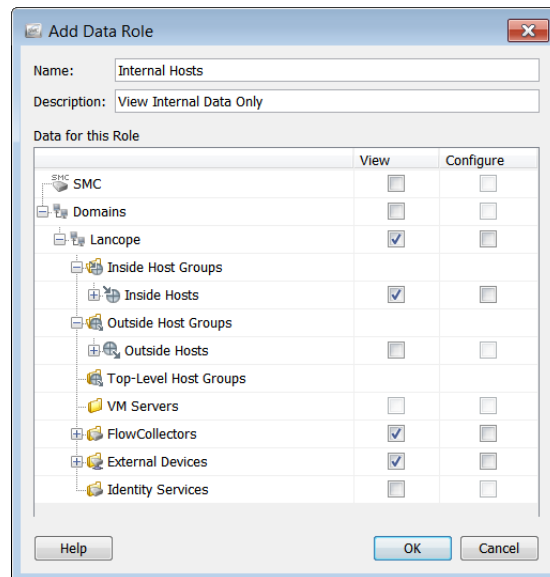 Add Data Role
Name: Internal Hosts
Description: View Internal Data Only
Data for this Role
View Configure
SMC SMC
Domains
Lancope
Inside Host Groups
Inside Hosts
Outside Host Groups
Outside Hosts
Top-Level Host Groups
VM Servers
FlowCollectors
External Devices
Identity Services
Help OK Cancel